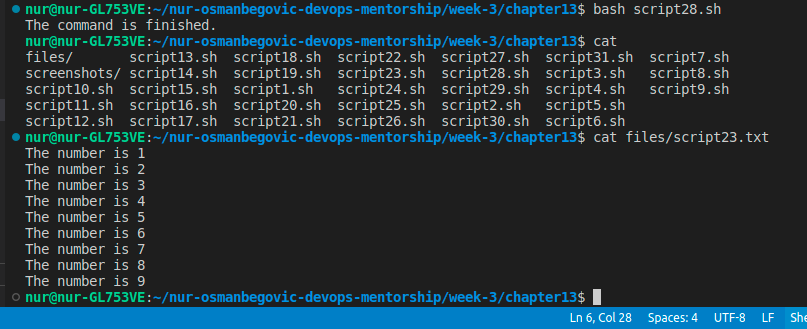 nur@nur-GL753VE:~/nur-osmanbegovic-devops-mentorship/week-3/chapter13$ bash script28.sh
The command is finished.
nur@nur-GL753VE:~/nur-osmanbegovic-devops-mentorship/week-3/chapter13$ cat
files/       script13.sh  script18.sh  script22.sh  script27.sh  script31.sh  script7.sh
screenshots/ script14.sh  script19.sh  script23.sh  script28.sh  script3.sh   script8.sh
script10.sh  script15.sh  script1.sh   script24.sh  script29.sh  script4.sh   script9.sh
script11.sh  script16.sh  script20.sh  script25.sh  script2.sh   script5.sh
script12.sh  script17.sh  script21.sh  script26.sh  script30.sh  script6.sh
nur@nur-GL753VE:~/nur-osmanbegovic-devops-mentorship/week-3/chapter13$ cat files/script23.txt
The number is 1
The number is 2
The number is 3
The number is 4
The number is 5
The number is 6
The number is 7
The number is 8
The number is 9
nur@nur-GL753VE:~/nur-osmanbegovic-devops-mentorship/week-3/chapter13$
Ln 6, Col 28 Spaces: 4 UTF-8 LF She